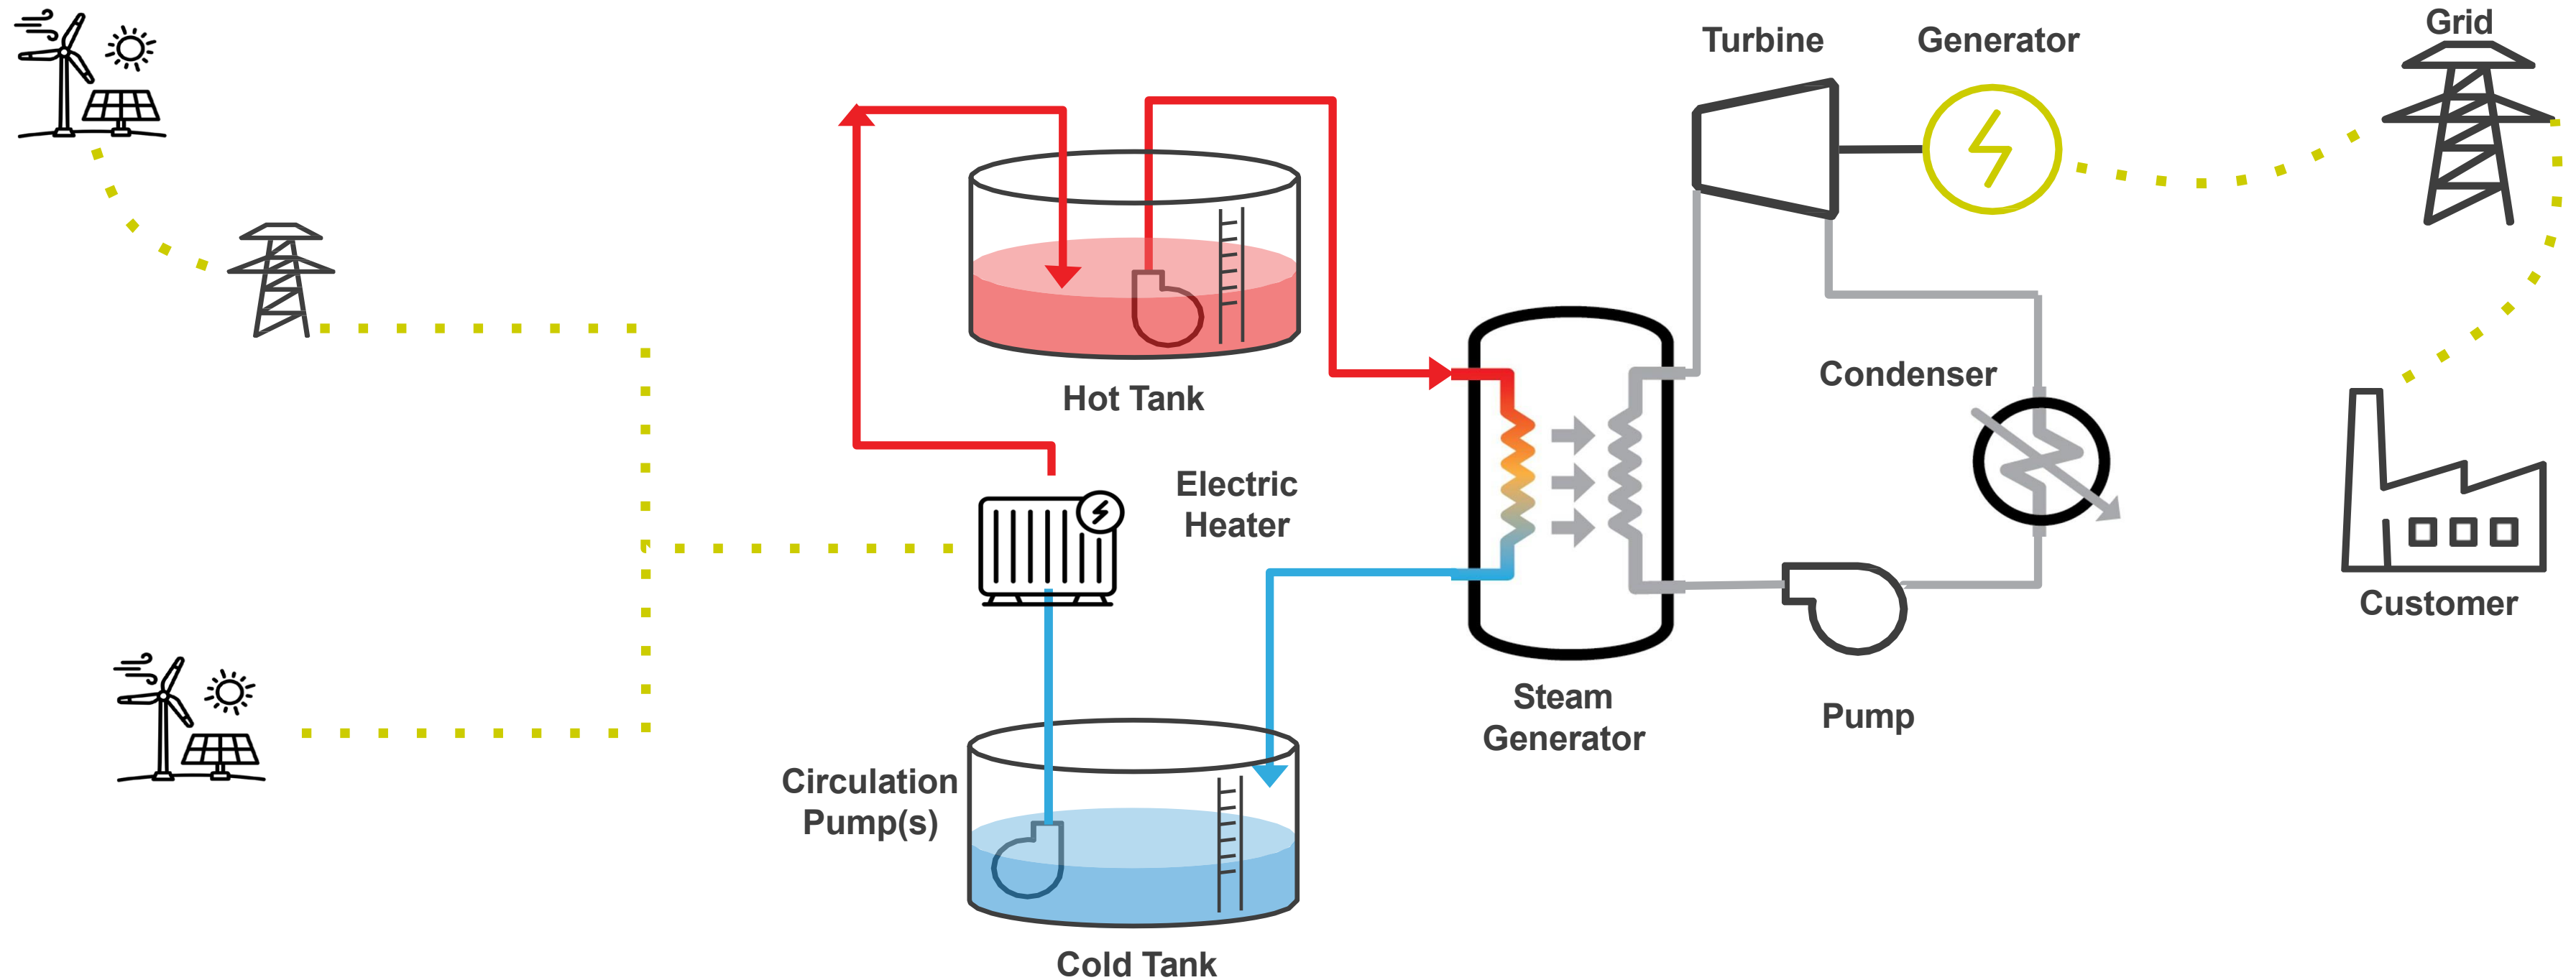 Grid
Turbine
Generator
Condenser
Hot Tank
Electric
Heater
Customer
Steam
Generator
Pump
Circulation
Pump(s)
Cold Tank